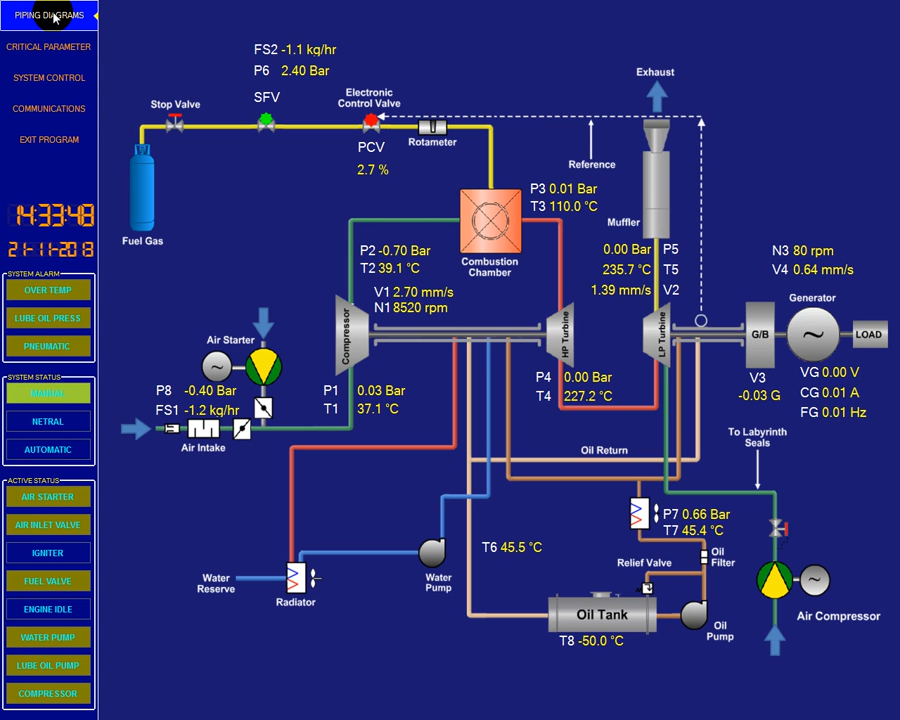 PIPING DIAGRAMS
CRITICAL PARAMETER
SYSTEM CONTROL
COMMUNICATIONS
EXIT PROGRAM
14:33:48
21-11-2013
SYSTEM ALARM
OVER TEMP
LUBE OIL PRESS
PNEUMATIC
SYSTEM STATUS
MANUAL
NETRAL
AUTOMATIC
ACTIVE STATUS
AIR STARTER
AIR INLET VALVE
IGNITER
FUEL VALVE
ENGINE IDLE
WATER PUMP
LUBE OIL PUMP
COMPRESSOR
FS2 -1.1 kg/hr
P6 2.40 Bar
SFV
Stop Valve
Electronic
Control Valve
PCV
2.7 %
Rotameter
Fuel Gas
Exhaust
Reference
Muffler
P3 0.01 Bar
T3 110.0 °C
Combustion
Chamber
P2 -0.70 Bar
T2 39.1 °C
V1 2.70 mm/s
N1 8520 rpm
0.00 Bar P5
235.7 °C T5
1.39 mm/s V2
N3 80 rpm
V4 0.64 mm/s
Generator
Compressor
HP Turbine
LP Turbine
G/B
~
LOAD
V3
-0.03 G
VG 0.00 V
CG 0.01 A
FG 0.01 Hz
Air Starter
~
P8 -0.40 Bar
FS1 -1.2 kg/hr
Air Intake
P1 0.03 Bar
T1 37.1 °C
P4 0.00 Bar
T4 227.2 °C
Oil Return
To Labyrinth
Seals
P7 0.66 Bar
T7 45.4 °C
T6 45.5 °C
Oil
Filter
Relief Valve
Water
Reserve
Radiator
Water
Pump
Oil Tank
T8 -50.0 °C
Oil
Pump
~
Air Compressor